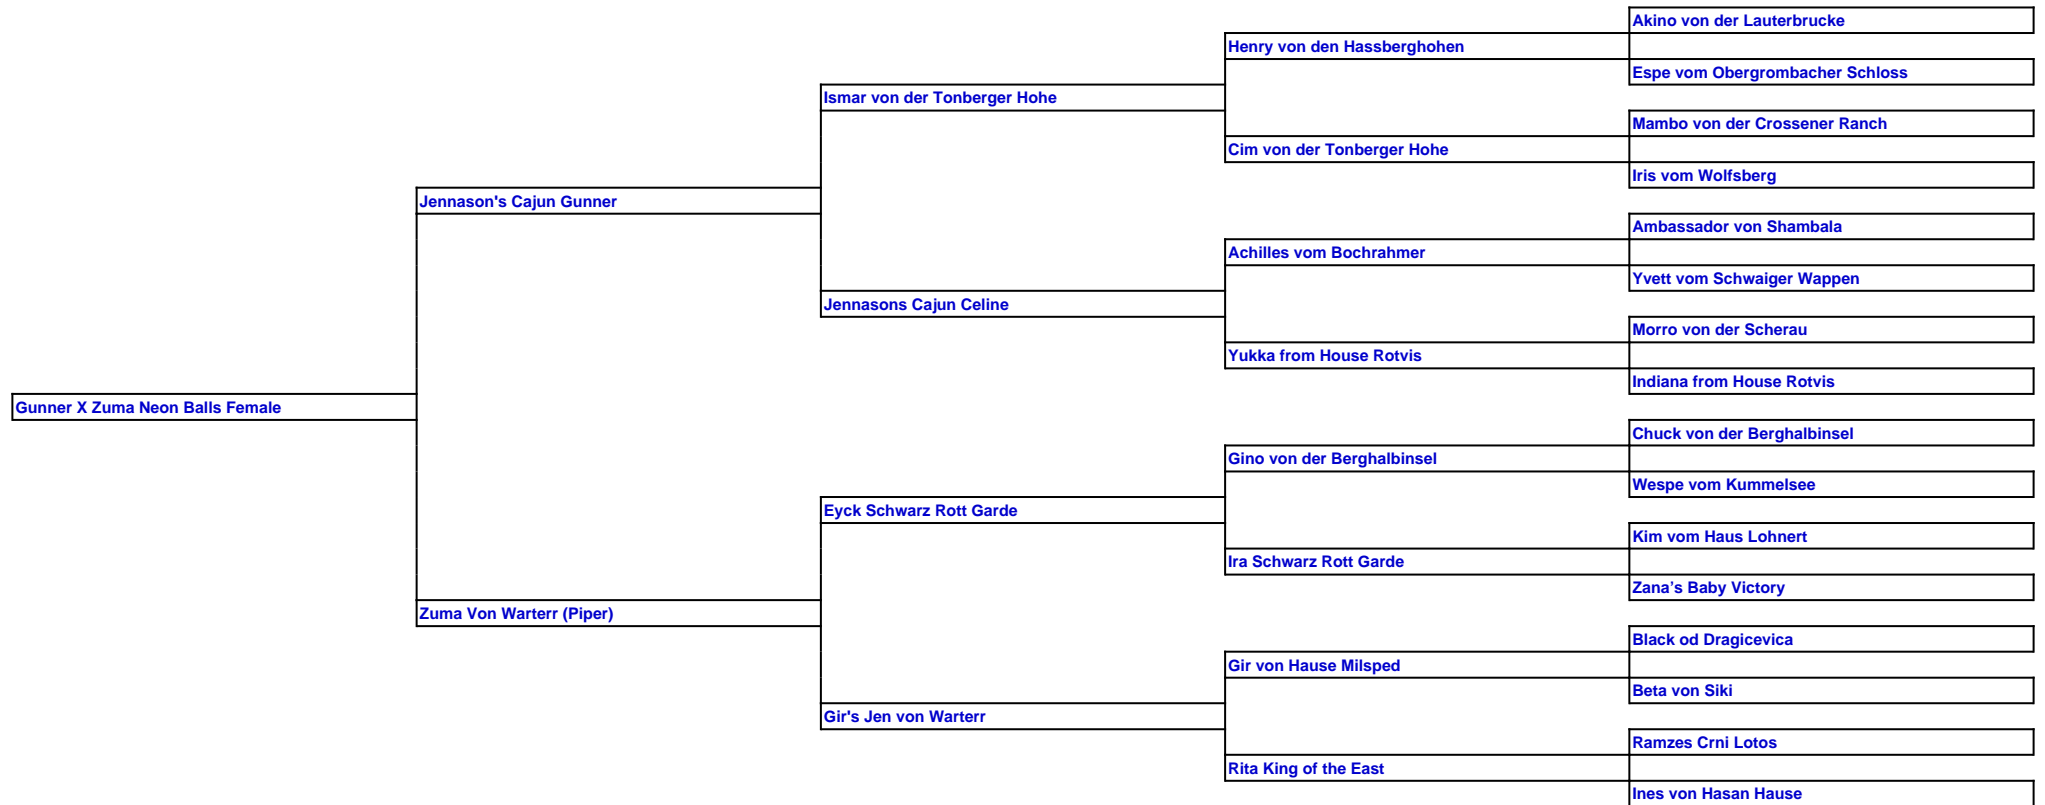 Akino von der Lauterbrucke
Henry von den Hassberghohen
Espe vom Obergrombacher Schloss
Ismar von der Tonberger Hohe
Mambo von der Crossener Ranch
Cim von der Tonberger Hohe
Iris vom Wolfsberg
Jennason's Cajun Gunner
Ambassador von Shambala
Achilles vom Bochrahmer
Yvett vom Schwaiger Wappen
Jennasons Cajun Celine
Morro von der Scherau
Yukka from House Rotvis
Indiana from House Rotvis
Gunner X Zuma Neon Balls Female
Chuck von der Berghalbinsel
Gino von der Berghalbinsel
Wespe vom Kummelsee
Eyck Schwarz Rott Garde
Kim vom Haus Lohnert
Ira Schwarz Rott Garde
Zana’s Baby Victory
Zuma Von Warterr (Piper)
Black od Dragicevica
Gir von Hause Milsped
Beta von Siki
Gir's Jen von Warterr
Ramzes Crni Lotos
Rita King of the East
Ines von Hasan Hause